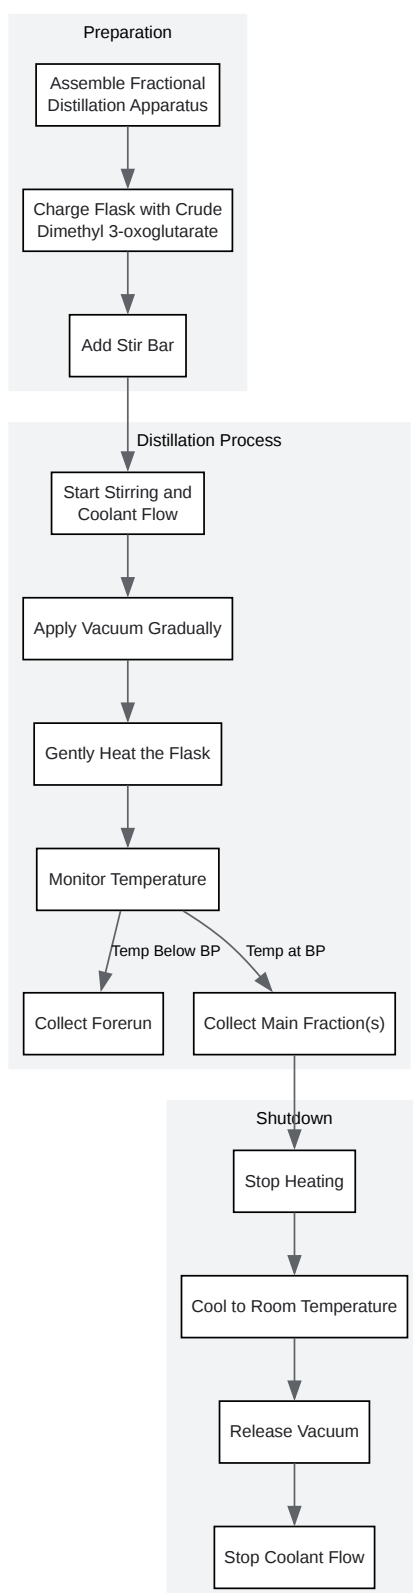 Preparation
Assemble Fractional
Distillation Apparatus
Charge Flask with Crude
Dimethyl 3-oxoglutarate
Add Stir Bar
Distillation Process
Start Stirring and
Coolant Flow
Apply Vacuum Gradually
Gently Heat the Flask
Monitor Temperature
Temp Below BP
Temp at BP
Collect Forerun
Collect Main Fraction(s)
Shutdown
Stop Heating
Cool to Room Temperature
Release Vacuum
Stop Coolant Flow